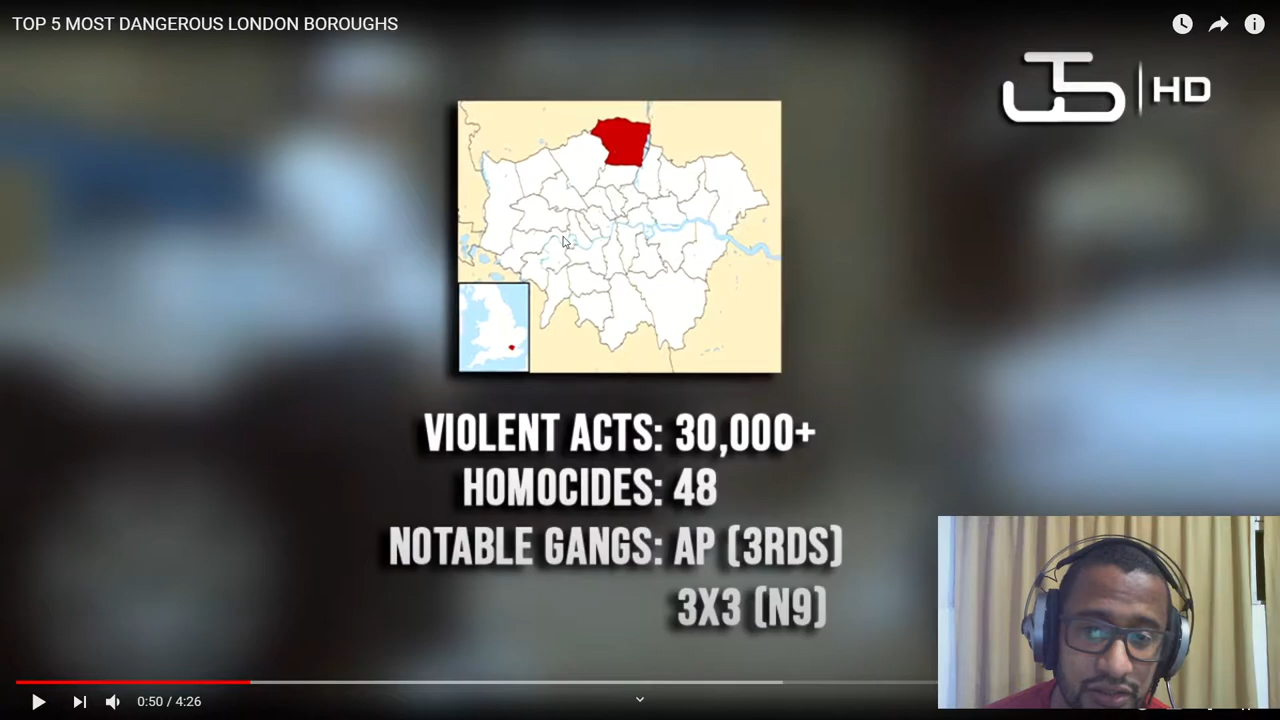 TOP 5 MOST DANGEROUS LONDON BOROUGHS
JS HD
VIOLENT ACTS: 30,000+
HOMOCIDES: 48
NOTABLE GANGS: AP (3RDS)
3X3 (N9)
0:50 / 4:26